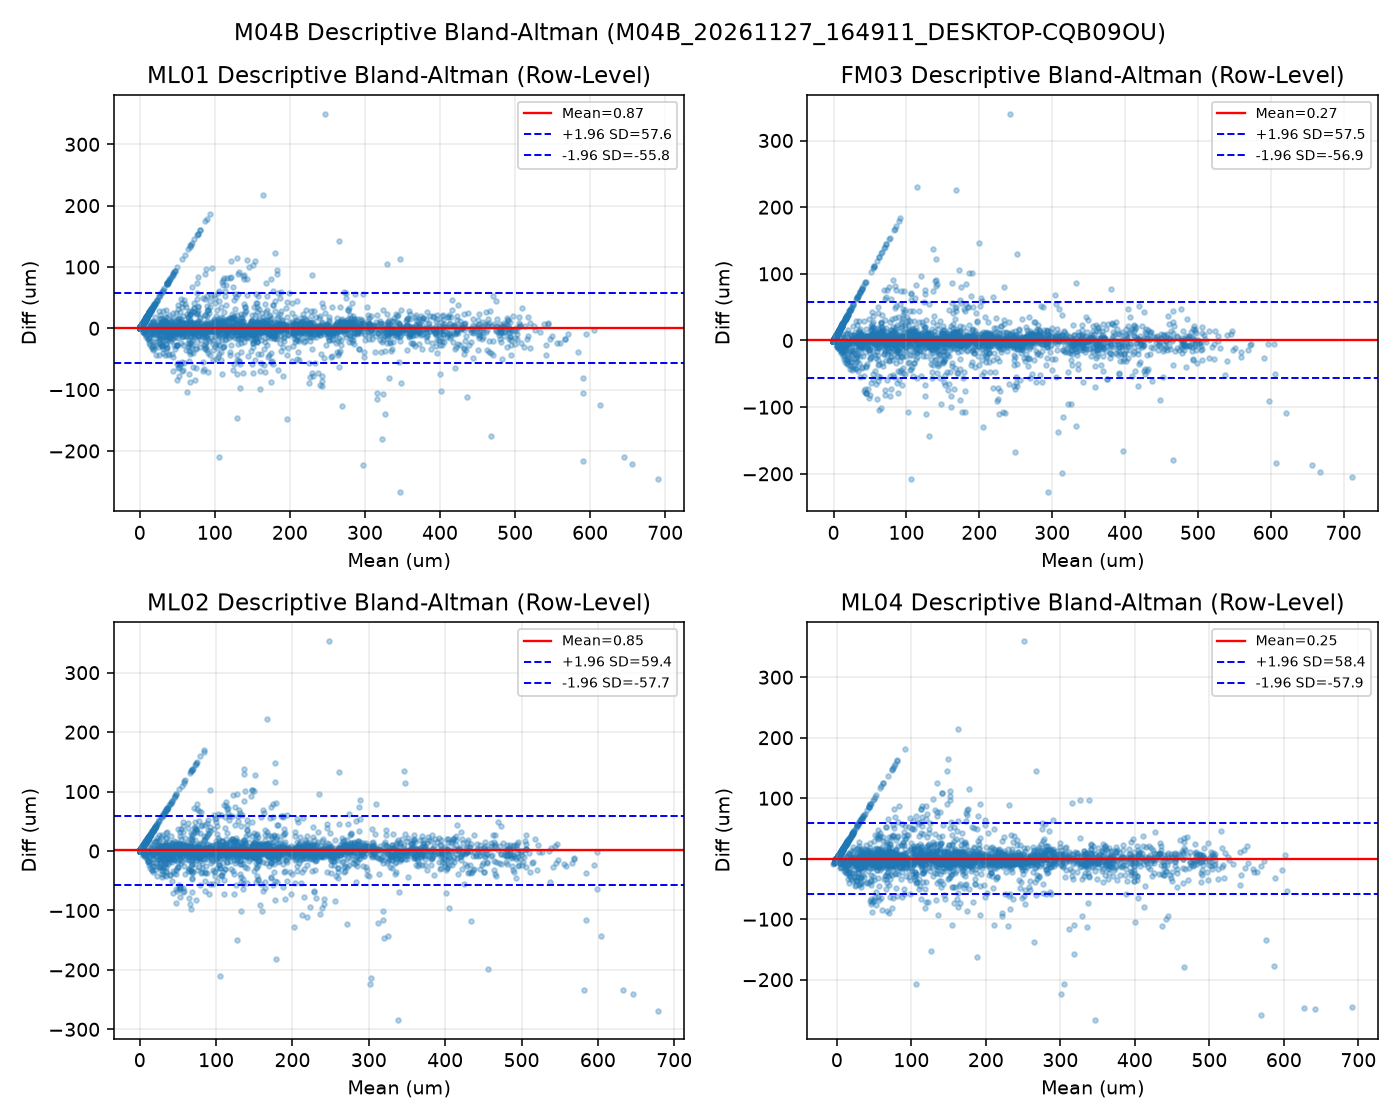 M04B Descriptive Bland-Altman (M04B_20261127_164911_DESKTOP-CQB09OU)
ML01 Descriptive Bland-Altman (Row-Level)
Diff (um)
300
200
100
0
−100
−200
Mean=0.87
+1.96 SD=57.6
-1.96 SD=-55.8
0 100 200 300 400 500 600 700
Mean (um)
FM03 Descriptive Bland-Altman (Row-Level)
Diff (um)
300
200
100
0
−100
−200
Mean=0.27
+1.96 SD=57.5
-1.96 SD=-56.9
0 100 200 300 400 500 600 700
Mean (um)
ML02 Descriptive Bland-Altman (Row-Level)
Diff (um)
300
200
100
0
−100
−200
−300
Mean=0.85
+1.96 SD=59.4
-1.96 SD=-57.7
0 100 200 300 400 500 600 700
Mean (um)
ML04 Descriptive Bland-Altman (Row-Level)
Diff (um)
300
200
100
0
−100
−200
Mean=0.25
+1.96 SD=58.4
-1.96 SD=-57.9
0 100 200 300 400 500 600 700
Mean (um)